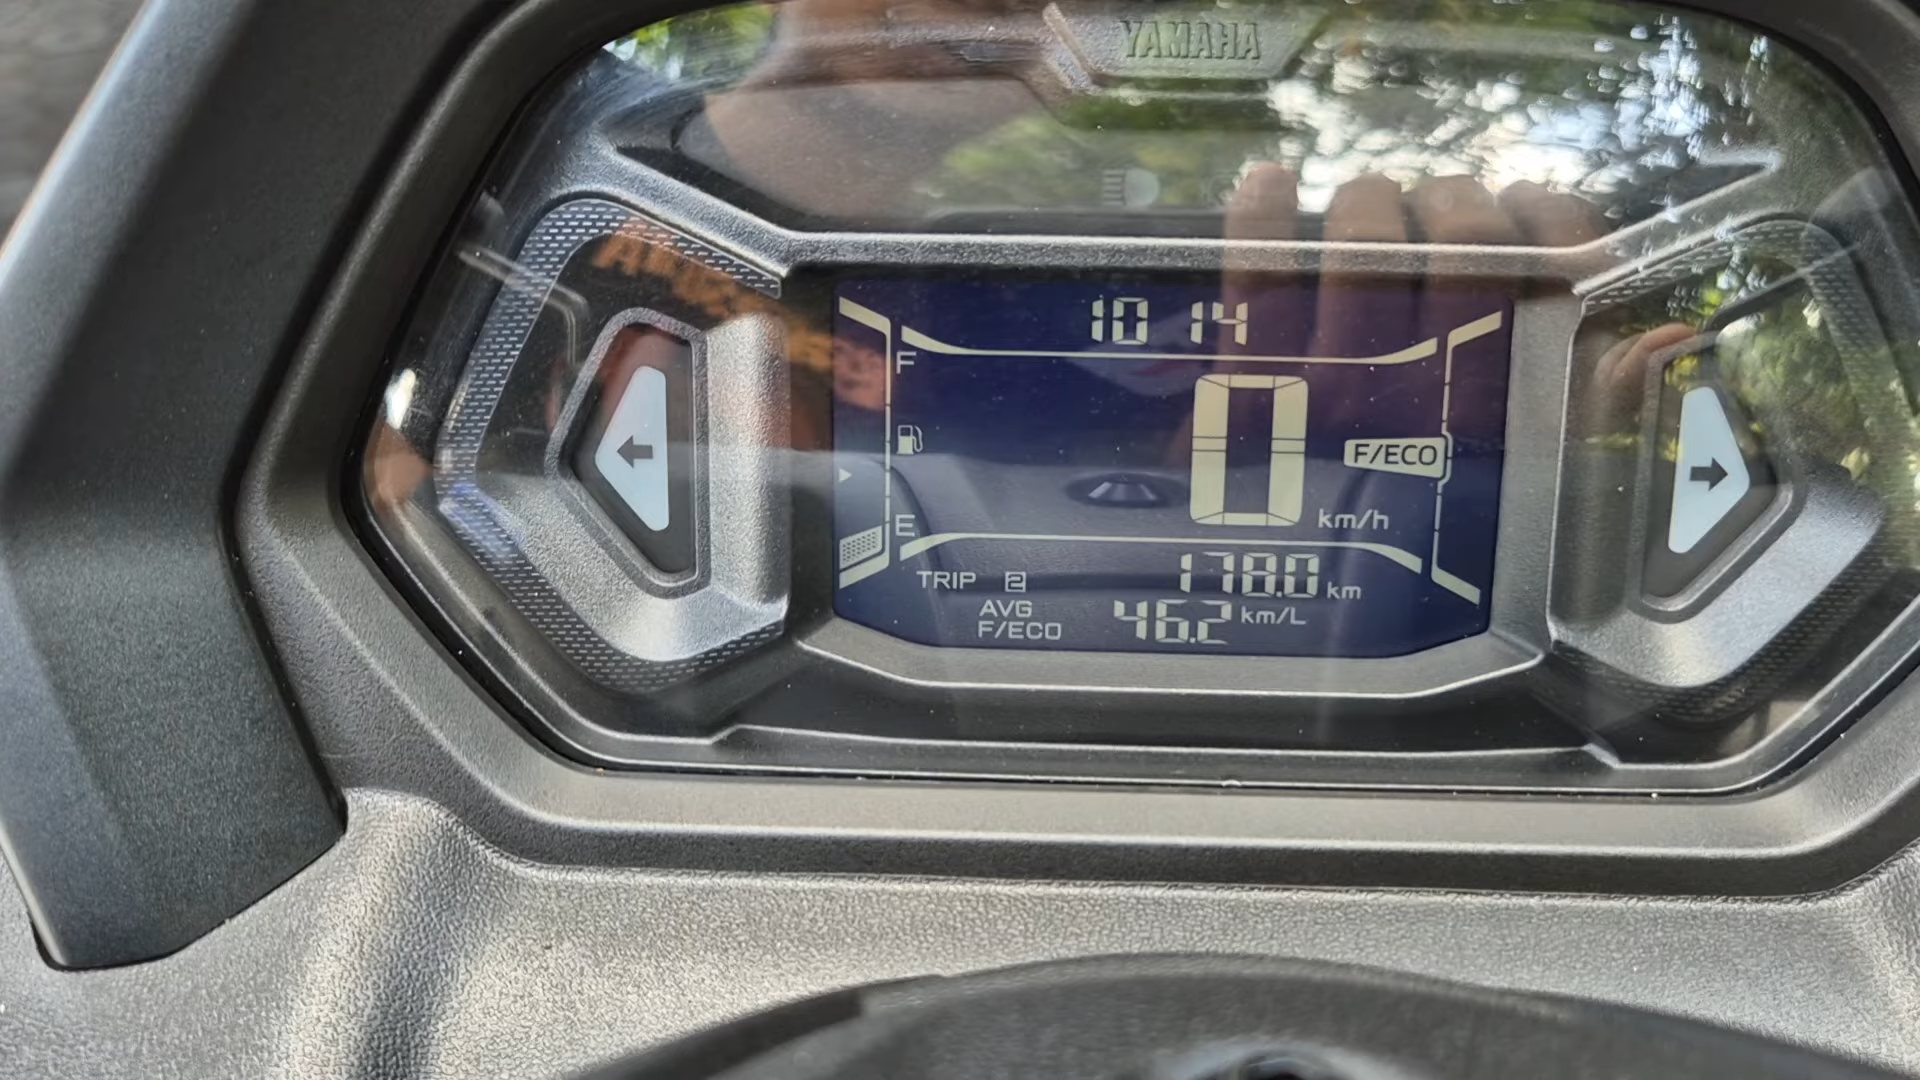 YAMAHA
10 14
F
F/ECO
0
km/h
E
TRIP 2 178.0 km
AVG
F/ECO 46.2 km/L